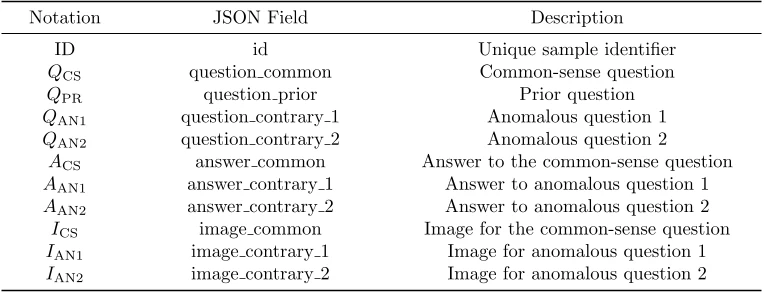 Notation JSON Field Description
ID id Unique sample identifier
Q_CS question_common Common-sense question
Q_PR question_prior Prior question
Q_AN1 question_contrary_1 Anomalous question 1
Q_AN2 question_contrary_2 Anomalous question 2
A_CS answer_common Answer to the common-sense question
A_AN1 answer_contrary_1 Answer to anomalous question 1
A_AN2 answer_contrary_2 Answer to anomalous question 2
I_CS image_common Image for the common-sense question
I_AN1 image_contrary_1 Image for anomalous question 1
I_AN2 image_contrary_2 Image for anomalous question 2